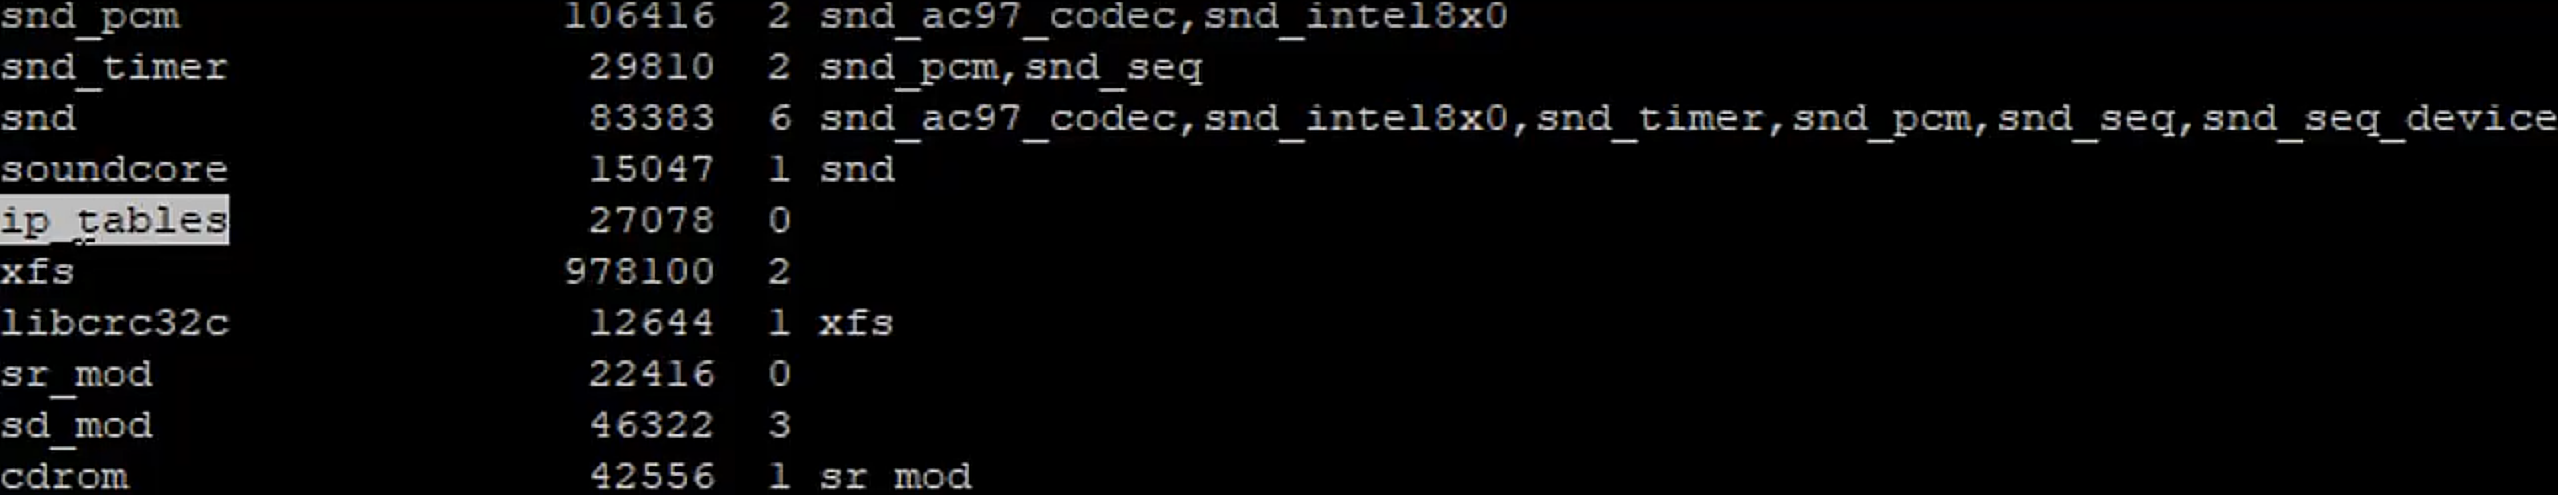 snd_pcm 106416 2 snd_ac97_codec,snd_intel8x0
snd_timer 29810 2 snd_pcm,snd_seq
snd 83383 6 snd_ac97_codec,snd_intel8x0,snd_timer,snd_pcm,snd_seq,snd_seq_device
soundcore 15047 1 snd
ip_tables 27078 0
xfs 978100 2
libcrc32c 12644 1 xfs
sr_mod 22416 0
sd_mod 46322 3
cdrom 42556 1 sr_mod